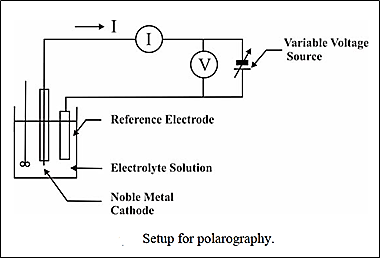 I
I
V
Variable Voltage
Source
Reference Electrode
Electrolyte Solution
Noble Metal
Cathode
Setup for polarography.